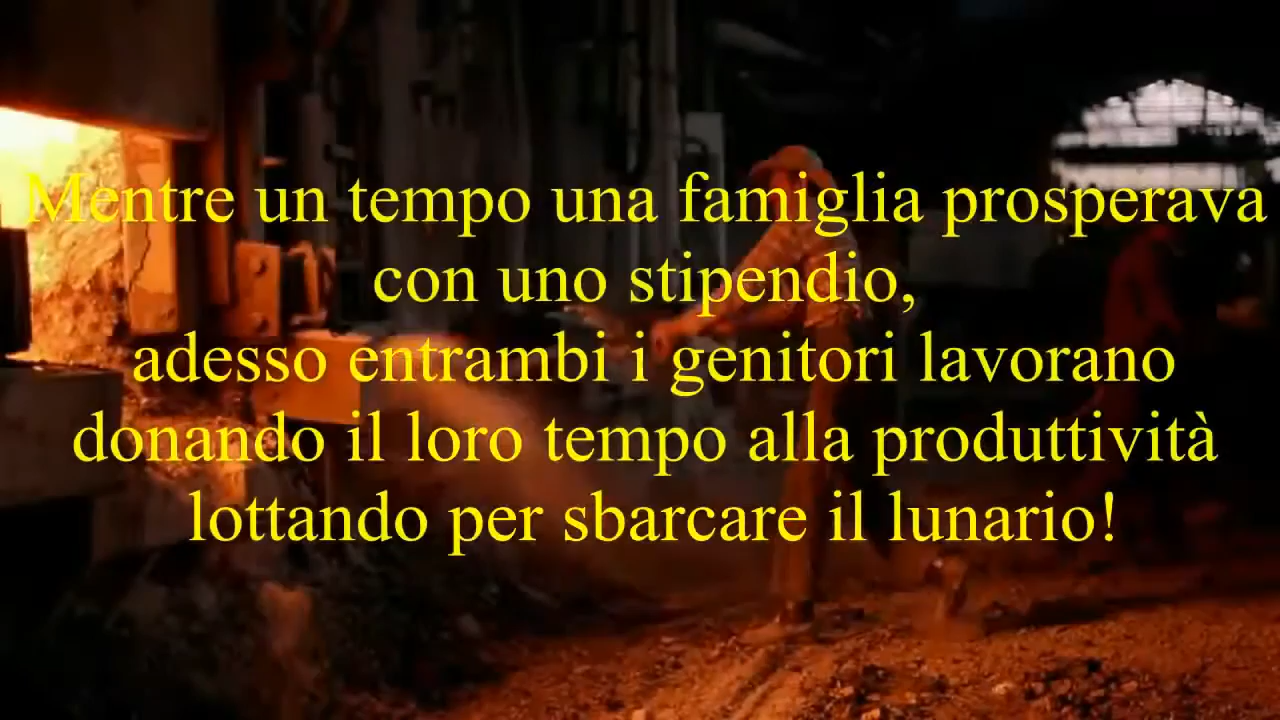 Mentre un tempo una famiglia prosperava
con uno stipendio,
adesso entrambi i genitori lavorano
donando il loro tempo alla produttività
lottando per sbarcare il lunario!